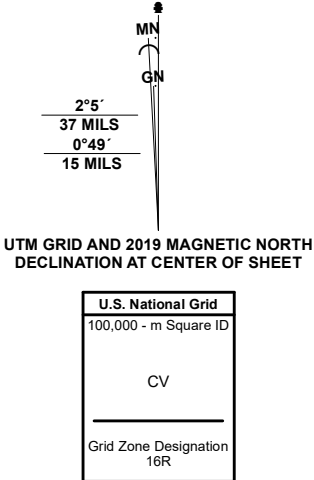 MN
GN
2°5´
37 MILS
0°49´
15 MILS
UTM GRID AND 2019 MAGNETIC NORTH
DECLINATION AT CENTER OF SHEET
U.S. National Grid
100,000 - m Square ID
CV
Grid Zone Designation
16R